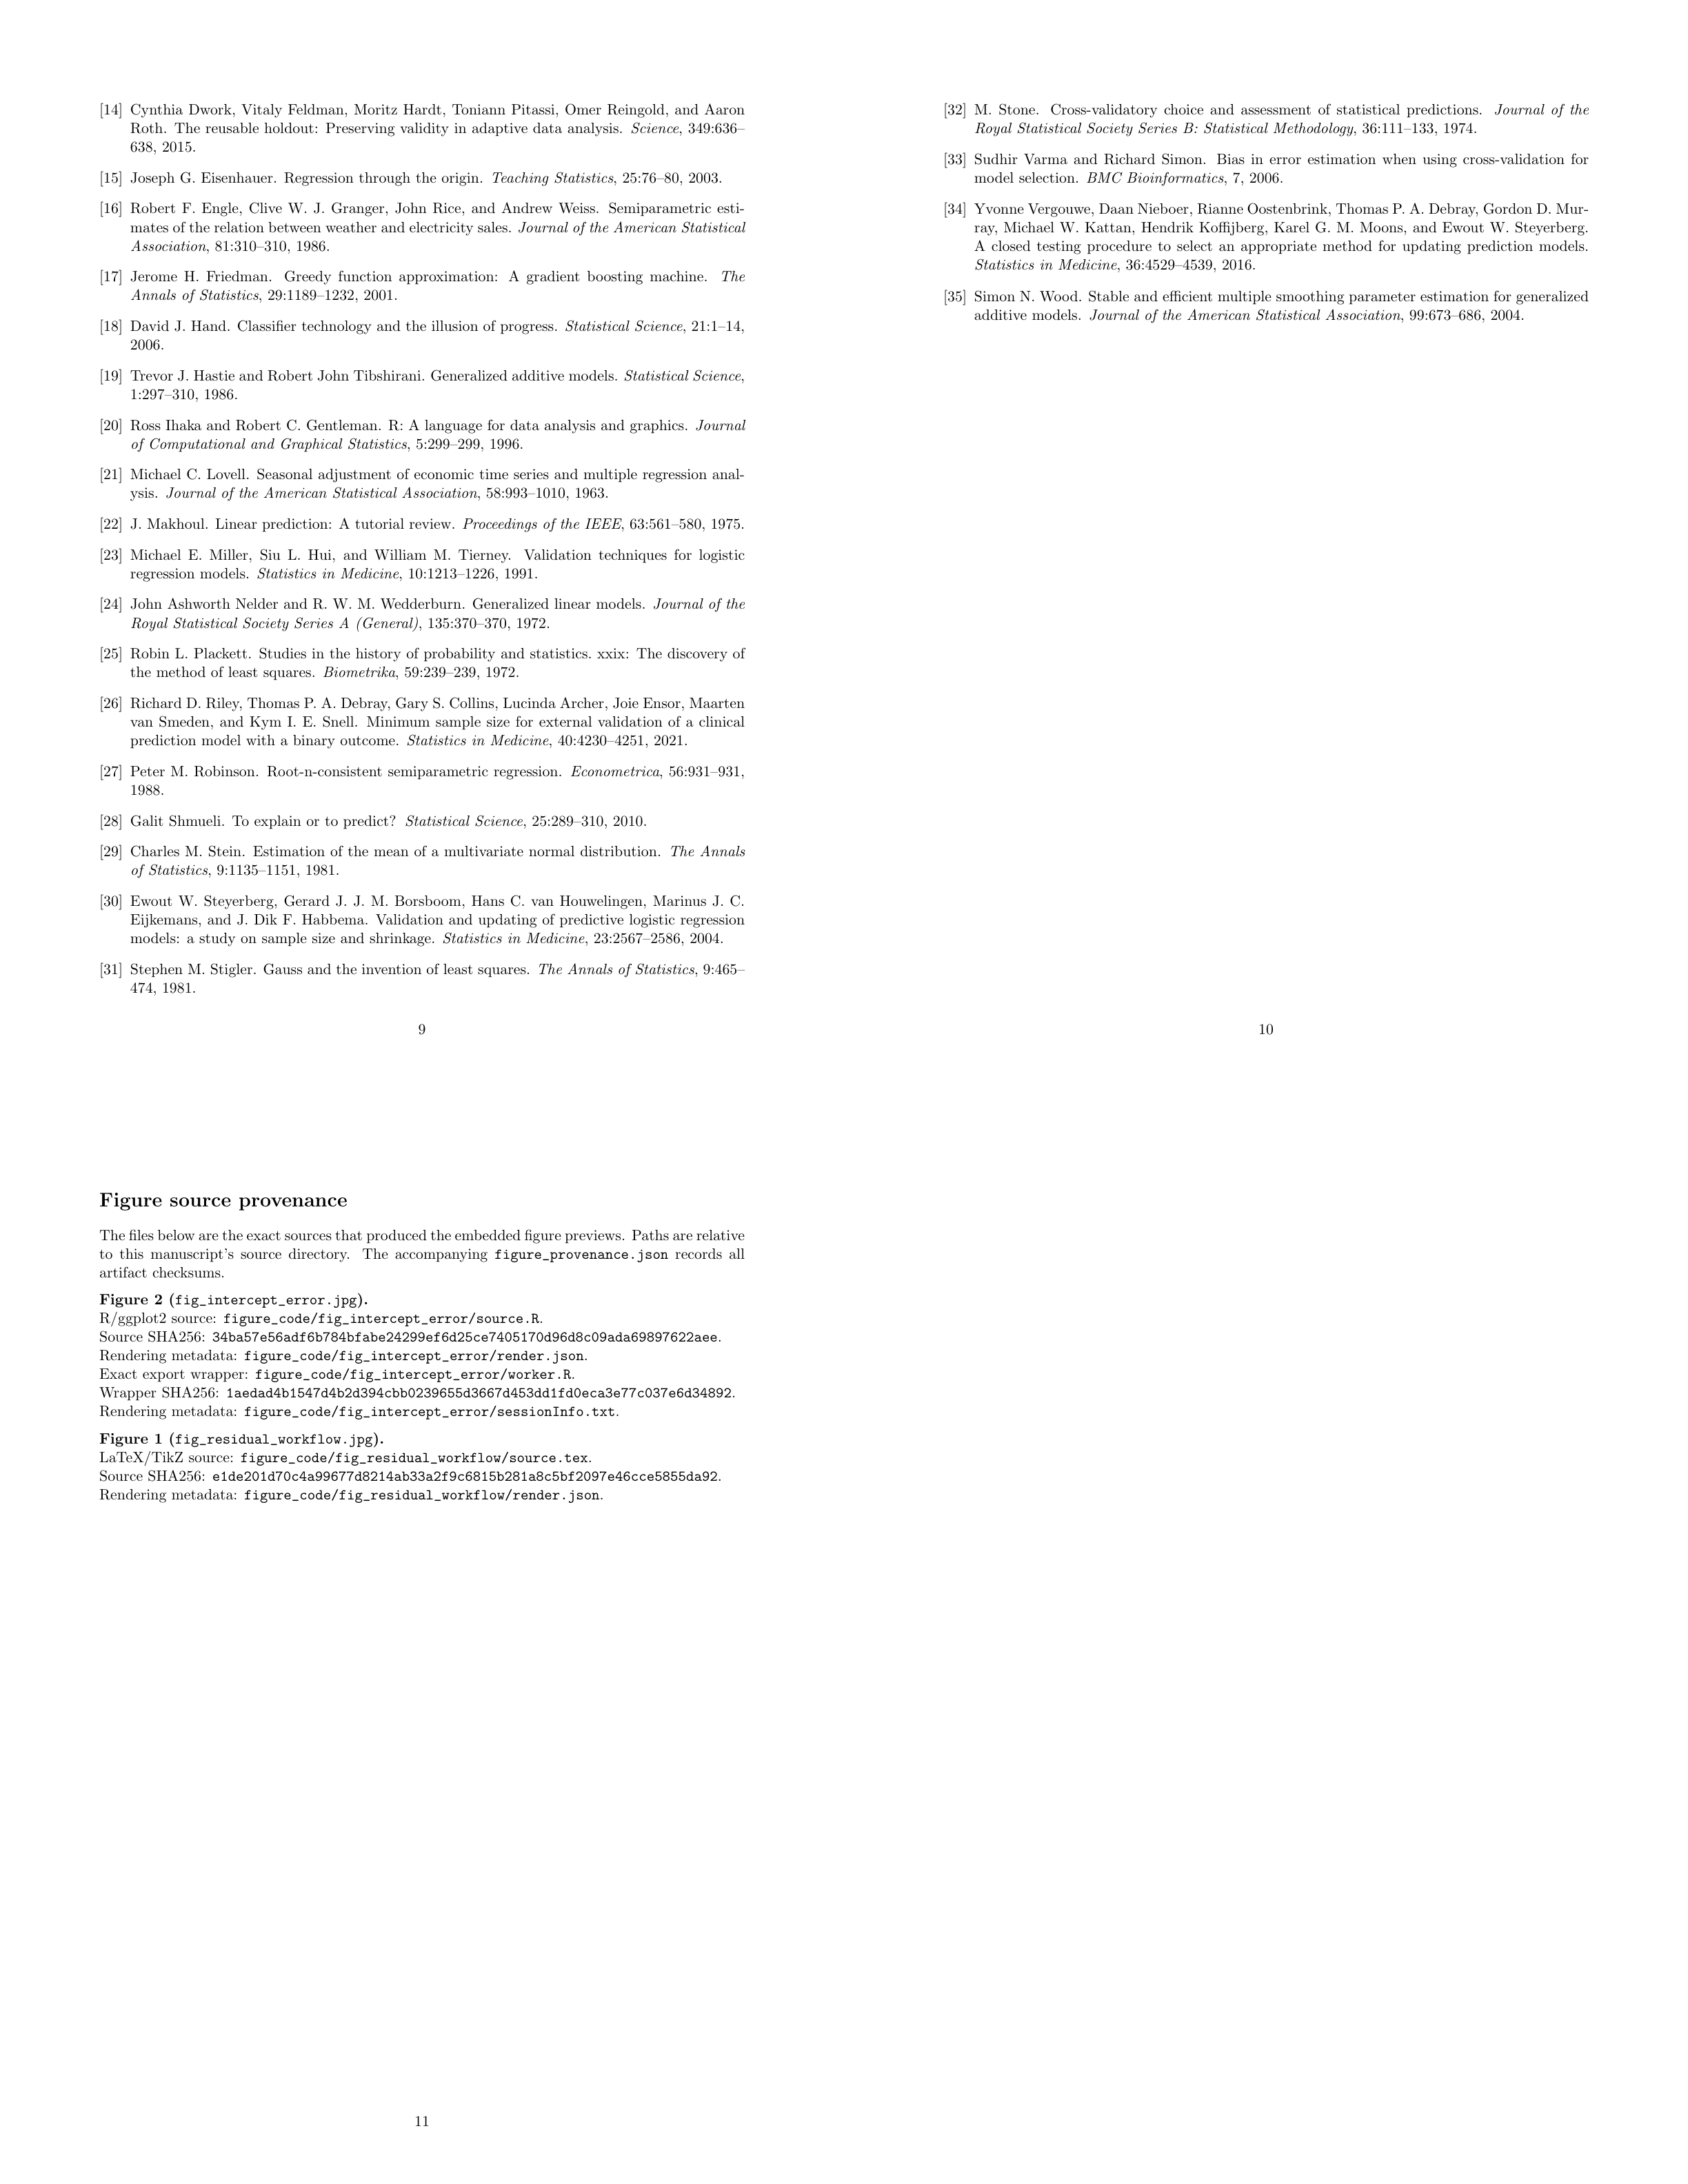 [14] Cynthia Dwork, Vitaly Feldman, Moritz Hardt, Toniann Pitassi, Omer Reingold, and Aaron
Roth. The reusable holdout: Preserving validity in adaptive data analysis. Science, 349:636–
638, 2015.
[15] Joseph G. Eisenhauer. Regression through the origin. Teaching Statistics, 25:76–80, 2003.
[16] Robert F. Engle, Clive W. J. Granger, John Rice, and Andrew Weiss. Semiparametric esti-
mates of the relation between weather and electricity sales. Journal of the American Statistical
Association, 81:310–310, 1986.
[17] Jerome H. Friedman. Greedy function approximation: A gradient boosting machine. The
Annals of Statistics, 29:1189–1232, 2001.
[18] David J. Hand. Classifier technology and the illusion of progress. Statistical Science, 21:1–14,
2006.
[19] Trevor J. Hastie and Robert John Tibshirani. Generalized additive models. Statistical Science,
1:297–310, 1986.
[20] Ross Ihaka and Robert C. Gentleman. R: A language for data analysis and graphics. Journal
of Computational and Graphical Statistics, 5:299–299, 1996.
[21] Michael C. Lovell. Seasonal adjustment of economic time series and multiple regression anal-
ysis. Journal of the American Statistical Association, 58:993–1010, 1963.
[22] J. Makhoul. Linear prediction: A tutorial review. Proceedings of the IEEE, 63:561–580, 1975.
[23] Michael E. Miller, Siu L. Hui, and William M. Tierney. Validation techniques for logistic
regression models. Statistics in Medicine, 10:1213–1226, 1991.
[24] John Ashworth Nelder and R. W. M. Wedderburn. Generalized linear models. Journal of the
Royal Statistical Society Series A (General), 135:370–370, 1972.
[25] Robin L. Plackett. Studies in the history of probability and statistics. xxix: The discovery of
the method of least squares. Biometrika, 59:239–239, 1972.
[26] Richard D. Riley, Thomas P. A. Debray, Gary S. Collins, Lucinda Archer, Joie Ensor, Maarten
van Smeden, and Kym I. E. Snell. Minimum sample size for external validation of a clinical
prediction model with a binary outcome. Statistics in Medicine, 40:4230–4251, 2021.
[27] Peter M. Robinson. Root-n-consistent semiparametric regression. Econometrica, 56:931–931,
1988.
[28] Galit Shmueli. To explain or to predict? Statistical Science, 25:289–310, 2010.
[29] Charles M. Stein. Estimation of the mean of a multivariate normal distribution. The Annals
of Statistics, 9:1135–1151, 1981.
[30] Ewout W. Steyerberg, Gerard J. J. M. Borsboom, Hans C. van Houwelingen, Marinus J. C.
Eijkemans, and J. Dik F. Habbema. Validation and updating of predictive logistic regression
models: a study on sample size and shrinkage. Statistics in Medicine, 23:2567–2586, 2004.
[31] Stephen M. Stigler. Gauss and the invention of least squares. The Annals of Statistics, 9:465–
474, 1981.
9
[32] M. Stone. Cross-validatory choice and assessment of statistical predictions. Journal of the
Royal Statistical Society Series B: Statistical Methodology, 36:111–133, 1974.
[33] Sudhir Varma and Richard Simon. Bias in error estimation when using cross-validation for
model selection. BMC Bioinformatics, 7, 2006.
[34] Yvonne Vergouwe, Daan Nieboer, Rianne Oostenbrink, Thomas P. A. Debray, Gordon D. Mur-
ray, Michael W. Kattan, Hendrik Koffijberg, Karel G. M. Moons, and Ewout W. Steyerberg.
A closed testing procedure to select an appropriate method for updating prediction models.
Statistics in Medicine, 36:4529–4539, 2016.
[35] Simon N. Wood. Stable and efficient multiple smoothing parameter estimation for generalized
additive models. Journal of the American Statistical Association, 99:673–686, 2004.
10
Figure source provenance
The files below are the exact sources that produced the embedded figure previews. Paths are relative
to this manuscript's source directory. The accompanying figure_provenance.json records all
artifact checksums.
Figure 2 (fig_intercept_error.jpg).
R/ggplot2 source: figure_code/fig_intercept_error/source.R.
Source SHA256: 34ba57e56adf6b784bfabe24299ef6d25ce7405170d96d8c09ada69897622aee.
Rendering metadata: figure_code/fig_intercept_error/render.json.
Exact export wrapper: figure_code/fig_intercept_error/worker.R.
Wrapper SHA256: 1aedad4b1547d4b2d394cbb0239655d3667d453dd1fd0eca3e77c037e6d34892.
Rendering metadata: figure_code/fig_intercept_error/sessionInfo.txt.
Figure 1 (fig_residual_workflow.jpg).
LaTeX/TikZ source: figure_code/fig_residual_workflow/source.tex.
Source SHA256: e1de201d70c4a99677d8214ab33a2f9c6815b281a8c5bf2097e46cce5855da92.
Rendering metadata: figure_code/fig_residual_workflow/render.json.
11